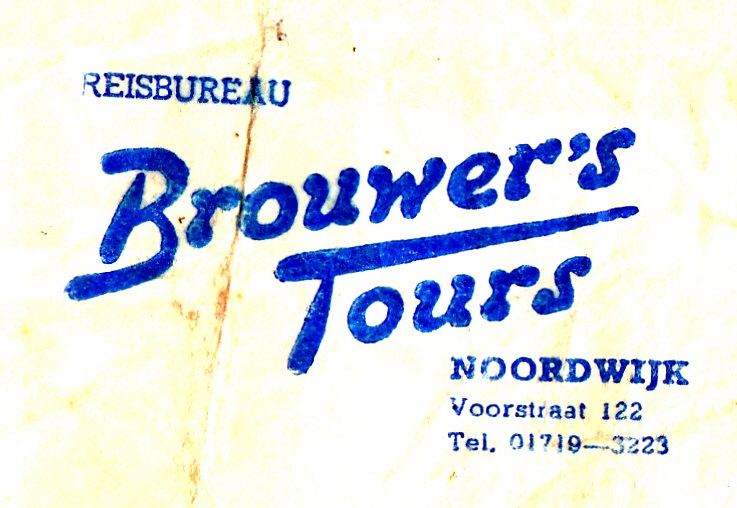 REISBUREAU
Brouwer's
Tours
NOORDWIJK
Voorstraat 122
Tel. 01719—3223